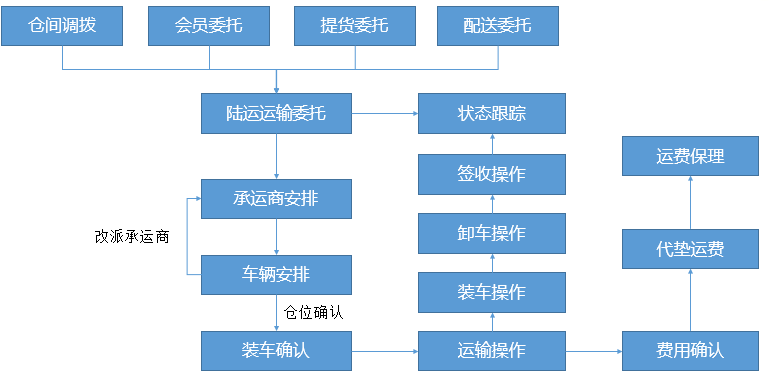 仓间调拨
会员委托
提货委托
配送委托
陆运运输委托
状态跟踪
运费保理
签收操作
承运商安排
改派承运商
卸车操作
代垫运费
车辆安排
装车操作
仓位确认
装车确认
运输操作
费用确认